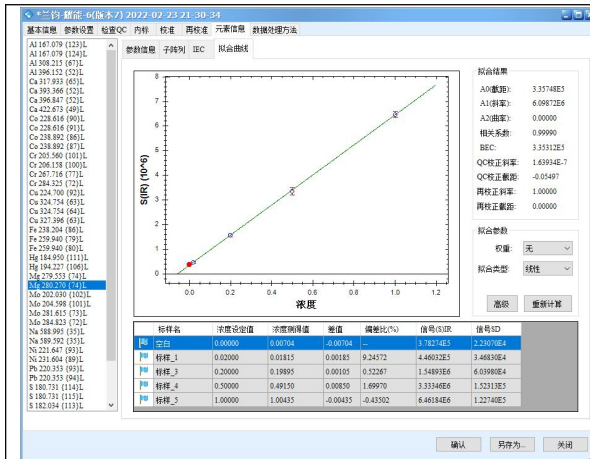 *兰钧-赣能-6(版本7) 2022-02-23 21-30-34
基本信息 参数设置 检查QC 内标 校准 再校准 元素信息 数据处理方法
Al 167.079 {123}L
Al 167.079 {124}L
Al 308.215 {67}L
Al 396.152 {52}L
Ca 317.933 {65}L
Ca 393.366 {52}L
Ca 396.847 {52}L
Ca 422.673 {49}L
Co 228.616 {90}L
Co 228.616 {91}L
Co 238.892 {86}L
Co 238.892 {87}L
Cr 205.560 {101}L
Cr 206.158 {100}L
Cr 267.716 {77}L
Cr 284.325 {72}L
Cu 224.700 {92}L
Cu 324.754 {63}L
Cu 324.754 {64}L
Cu 327.396 {63}L
Fe 238.204 {86}L
Fe 259.940 {79}L
Fe 259.940 {80}L
Hg 184.950 {111}L
Hg 194.227 {106}L
Mg 279.553 {74}L
Mg 280.270 {74}L
Mo 202.030 {102}L
Mo 204.598 {101}L
Mo 281.615 {73}L
Mo 284.823 {72}L
Na 588.995 {35}L
Na 589.592 {35}L
Ni 221.647 {93}L
Ni 231.604 {89}L
Pb 220.353 {93}L
Pb 220.353 {94}L
S 180.731 {114}L
S 180.731 {115}L
S 182.034 {113}L
参数信息 子阵列 IEC 拟合曲线
S(IR) (10^6)
8
7
6
5
4
3
2
1
0
0.0 0.2 0.4 0.6 0.8 1.0 1.2
浓度
拟合结果
A0(截距): 3.35748E5
A1(斜率): 6.09872E6
A2(曲率): 0.00000
相关系数: 0.99990
BEC: 3.35312E5
QC校正斜率: 1.63934E-7
QC校正截距: -0.05497
再校正斜率: 1.00000
再校正截距: 0.00000
拟合参数
权重: 无
拟合类型: 线性
高级 重新计算
标样名 浓度设定值 浓度测得值 差值 偏差比(%) 信号(S)IR 信号SD
空白 0.00000 0.00704 -0.00704 -- 3.78274E5 2.23070E4
标样_1 0.02000 0.01815 0.00185 9.24572 4.46032E5 3.46830E4
标样_3 0.20000 0.19895 0.00105 0.52267 1.54893E6 6.03980E4
标样_4 0.50000 0.49150 0.00850 1.69970 3.33346E6 1.52313E5
标样_5 1.00000 1.00435 -0.00435 -0.43502 6.46184E6 1.22740E5
确认 另存为... 关闭